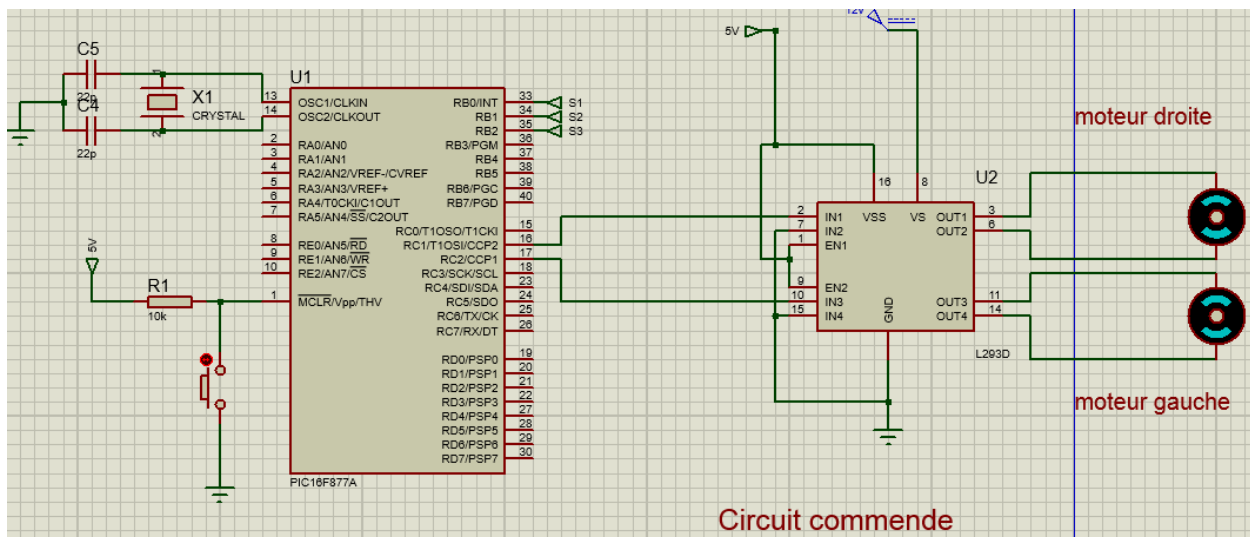 12V
5V
C5
22p
C4
22p
X1
CRYSTAL
1
2
U1
13 OSC1/CLKIN
14 OSC2/CLKOUT
2 RA0/AN0
3 RA1/AN1
4 RA2/AN2/VREF-/CVREF
5 RA3/AN3/VREF+
6 RA4/T0CKI/C1OUT
7 RA5/AN4/SS/C2OUT
8 RE0/AN5/RD
9 RE1/AN6/WR
10 RE2/AN7/CS
1 MCLR/Vpp/THV
RB0/INT 33 S1
RB1 34 S2
RB2 35 S3
RB3/PGM 36
RB4 37
RB5 38
RB6/PGC 39
RB7/PGD 40
RC0/T1OSO/T1CKI 15
RC1/T1OSI/CCP2 16
RC2/CCP1 17
RC3/SCK/SCL 18
RC4/SDI/SDA 23
RC5/SDO 24
RC6/TX/CK 25
RC7/RX/DT 26
RD0/PSP0 19
RD1/PSP1 20
RD2/PSP2 21
RD3/PSP3 22
RD4/PSP4 27
RD5/PSP5 28
RD6/PSP6 29
RD7/PSP7 30
PIC16F877A
5V
R1
10k
moteur droite
U2
16 8
VSS VS
2 IN1
7 IN2
1 EN1
9 EN2
10 IN3
15 IN4
GND
OUT1 3
OUT2 6
OUT3 11
OUT4 14
L293D
moteur gauche
Circuit commende